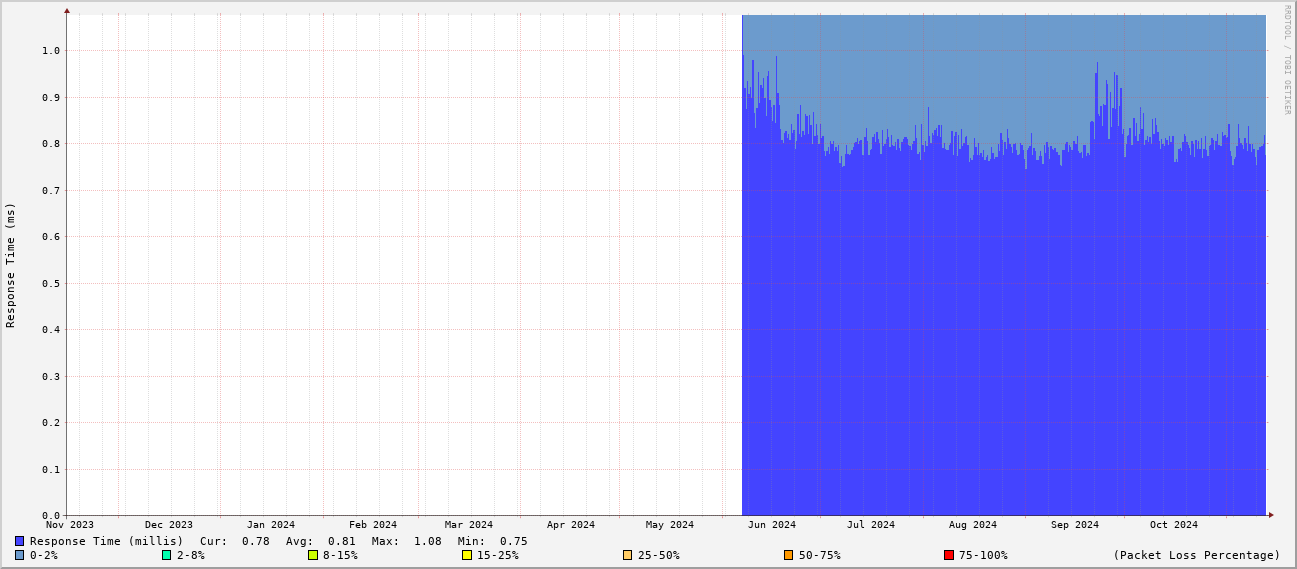 RRDTOOL / TOBI OETIKER
Response Time (ms)
1.0
0.9
0.8
0.7
0.6
0.5
0.4
0.3
0.2
0.1
0.0
Nov 2023 Dec 2023 Jan 2024 Feb 2024 Mar 2024 Apr 2024 May 2024 Jun 2024 Jul 2024 Aug 2024 Sep 2024 Oct 2024
Response Time (millis) Cur: 0.78 Avg: 0.81 Max: 1.08 Min: 0.75
0-2% 2-8% 8-15% 15-25% 25-50% 50-75% 75-100% (Packet Loss Percentage)